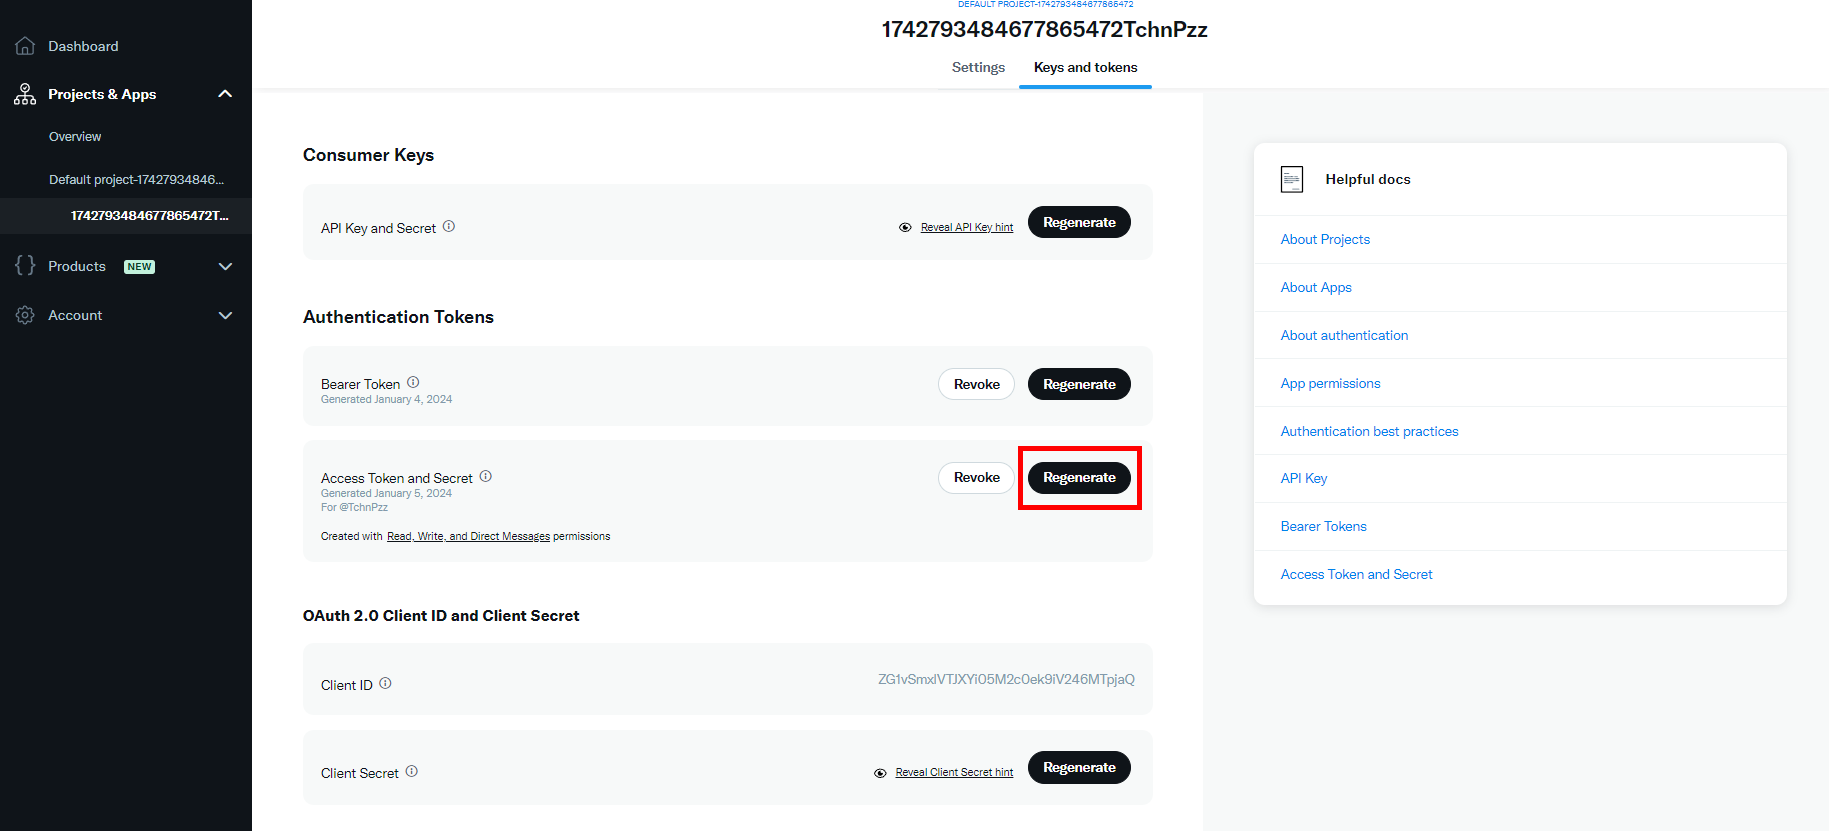 DEFAULT PROJECT-1742793484677865472
1742793484677865472TchnPzz
Settings
Keys and tokens
Dashboard
Projects & Apps
Overview
Default project-17427934846...
1742793484677865472T...
Products NEW
Account
Consumer Keys
API Key and Secret
Reveal API Key hint
Regenerate
Authentication Tokens
Bearer Token
Generated January 4, 2024
Revoke
Regenerate
Access Token and Secret
Generated January 5, 2024
For @TchnPzz
Revoke
Regenerate
Created with Read, Write, and Direct Messages permissions
OAuth 2.0 Client ID and Client Secret
Client ID
ZG1vSmxlVTJXYi05M2c0ek9iV246MTpjaQ
Client Secret
Reveal Client Secret hint
Regenerate
Helpful docs
About Projects
About Apps
About authentication
App permissions
Authentication best practices
API Key
Bearer Tokens
Access Token and Secret